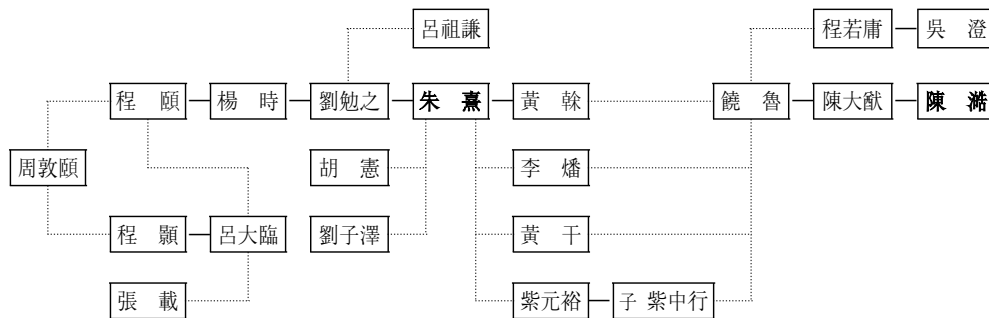 呂祖謙
程若庸 吳 澄
程 頤 楊 時 劉勉之 朱 熹 黃 榦 饒 魯 陳大猷 陳 澔
周敦頤 胡 憲 李 燔
程 顥 呂大臨 劉子澤 黃 干
張 載 紫元裕 子 紫中行